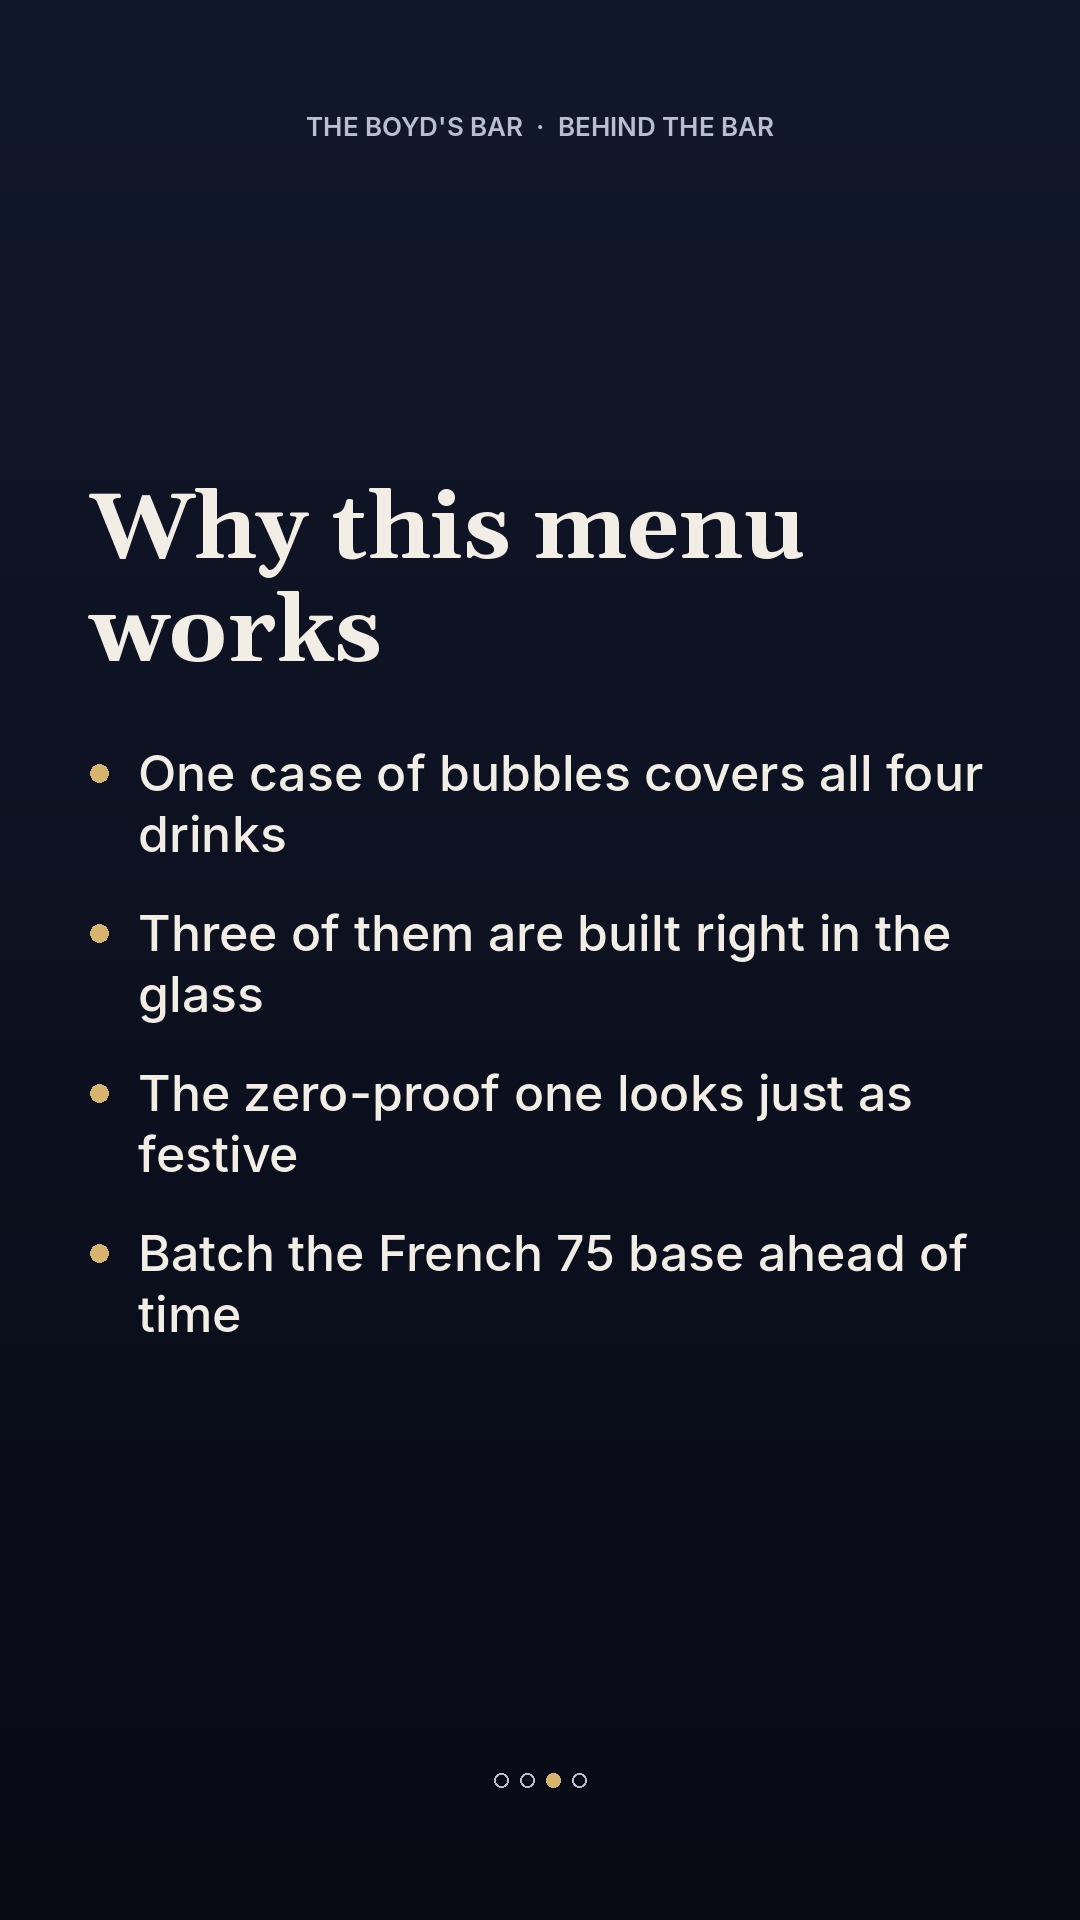 THE BOYD'S BAR · BEHIND THE BAR
Why this menu
works
One case of bubbles covers all four
drinks
Three of them are built right in the
glass
The zero-proof one looks just as
festive
Batch the French 75 base ahead of
time